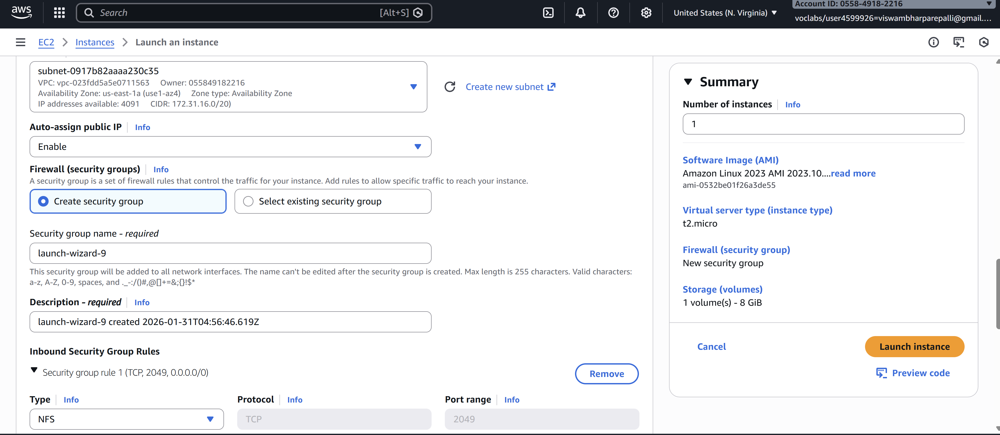 aws
Search [Alt+S]
United States (N. Virginia)
Account ID: 0558-4918-2216
voclabs/user4599926=viswambharparepalli@gmail....
EC2 Instances Launch an instance
subnet-0917b82aaaa230c35
VPC: vpc-023fdd5a5e0711563 Owner: 055849182216
Availability Zone: us-east-1a (use1-az4) Zone type: Availability Zone
IP addresses available: 4091 CIDR: 172.31.16.0/20)
Create new subnet
Auto-assign public IP Info
Enable
Firewall (security groups) Info
A security group is a set of firewall rules that control the traffic for your instance. Add rules to allow specific traffic to reach your instance.
Create security group
Select existing security group
Security group name - required
launch-wizard-9
This security group will be added to all network interfaces. The name can't be edited after the security group is created. Max length is 255 characters. Valid characters:
a-z, A-Z, 0-9, spaces, and ._-:/()#,@[]+=&;{}!$*
Description - required Info
launch-wizard-9 created 2026-01-31T04:56:46.619Z
Inbound Security Group Rules
Security group rule 1 (TCP, 2049, 0.0.0.0/0)
Remove
Type Info
Protocol Info
Port range Info
NFS
TCP
2049
Summary
Number of instances Info
1
Software Image (AMI)
Amazon Linux 2023 AMI 2023.10....read more
ami-0532be01f26a3de55
Virtual server type (instance type)
t2.micro
Firewall (security group)
New security group
Storage (volumes)
1 volume(s) - 8 GiB
Cancel
Launch instance
Preview code